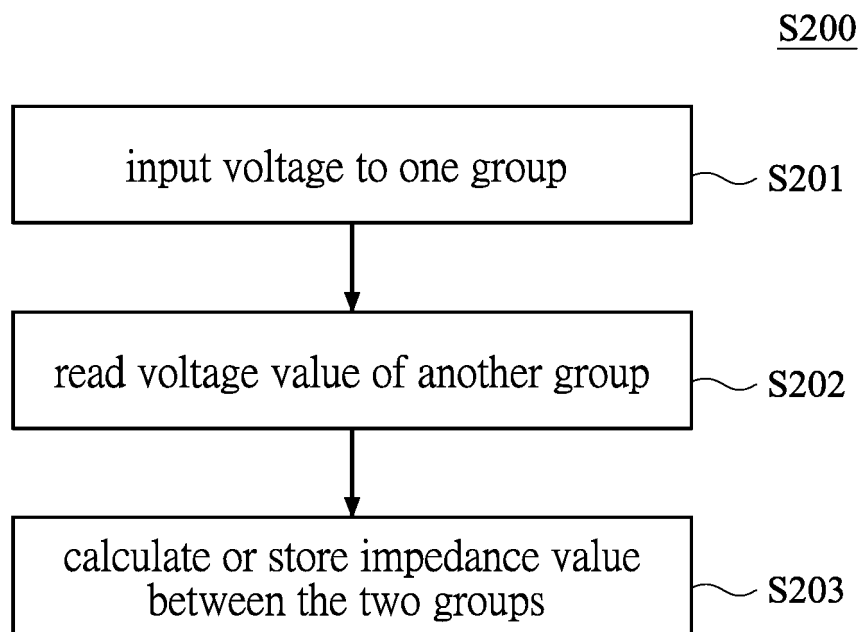 S200
input voltage to one group
S201
read voltage value of another group
S202
calculate or store impedance value
between the two groups
S203